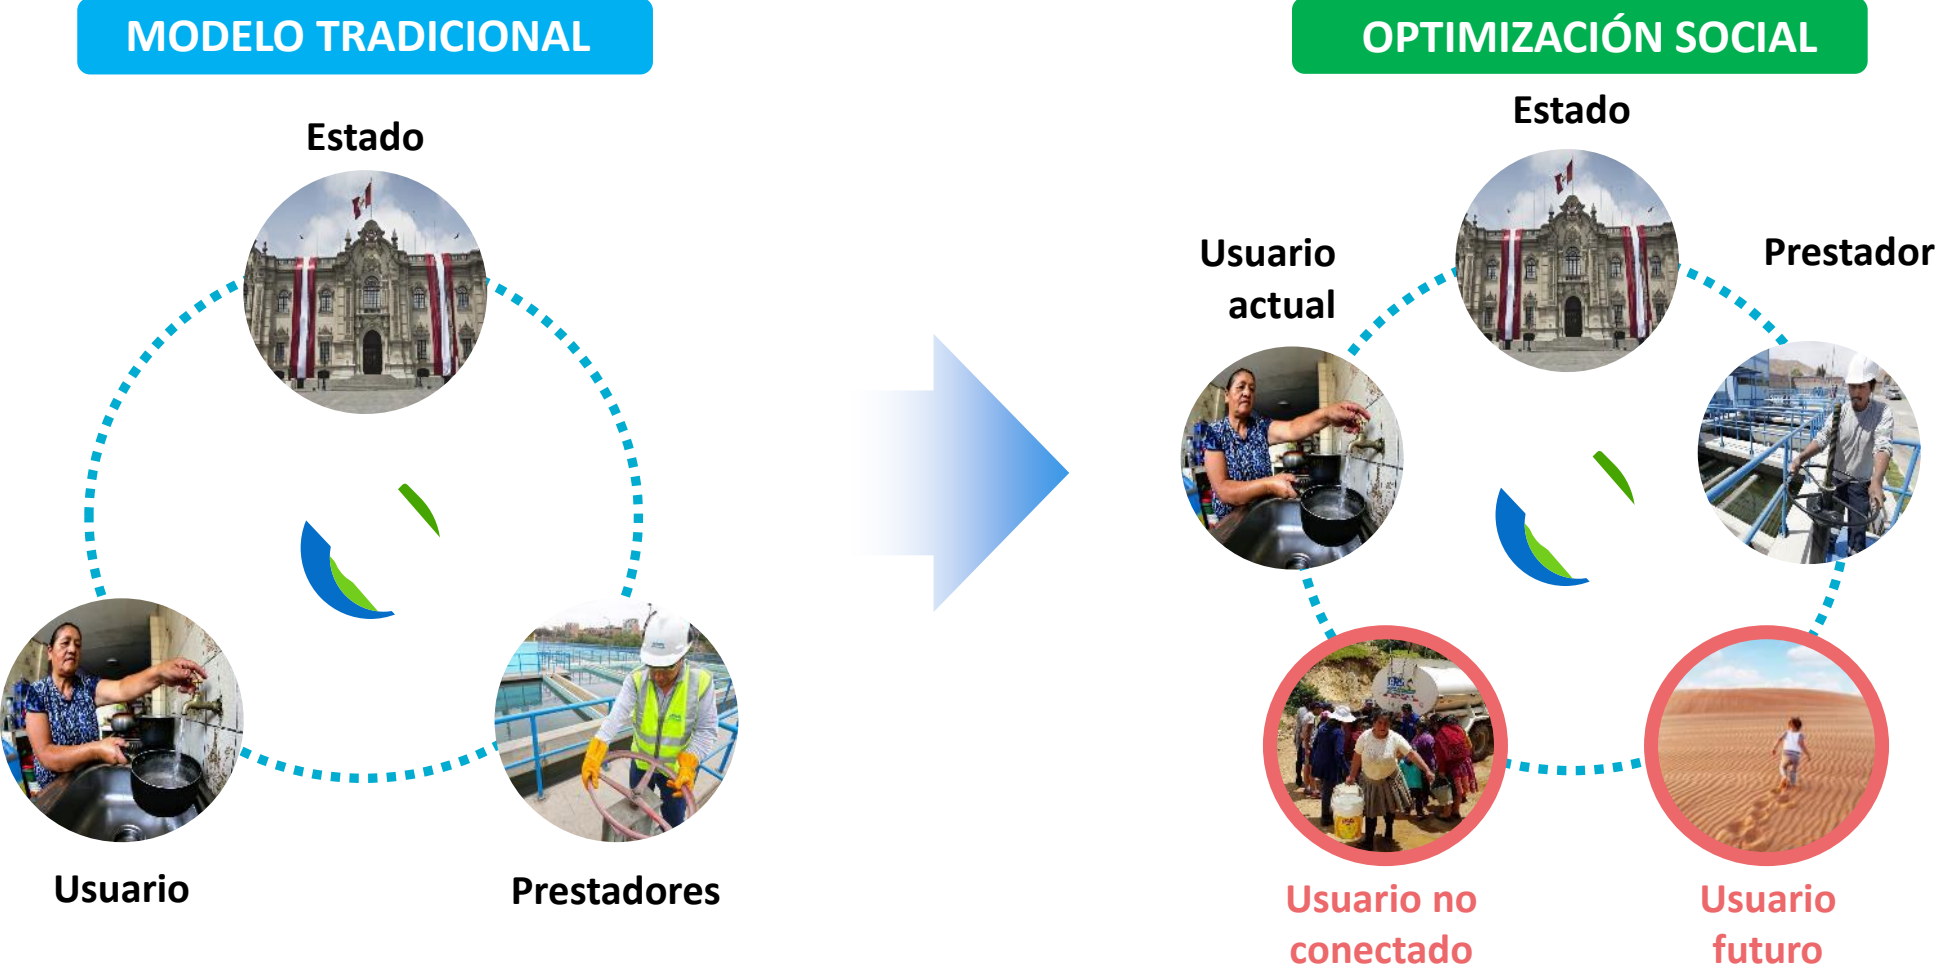 MODELO TRADICIONAL
Estado
Usuario
Prestadores
OPTIMIZACIÓN SOCIAL
Estado
Usuario
actual
Prestador
Usuario no
conectado
Usuario
futuro